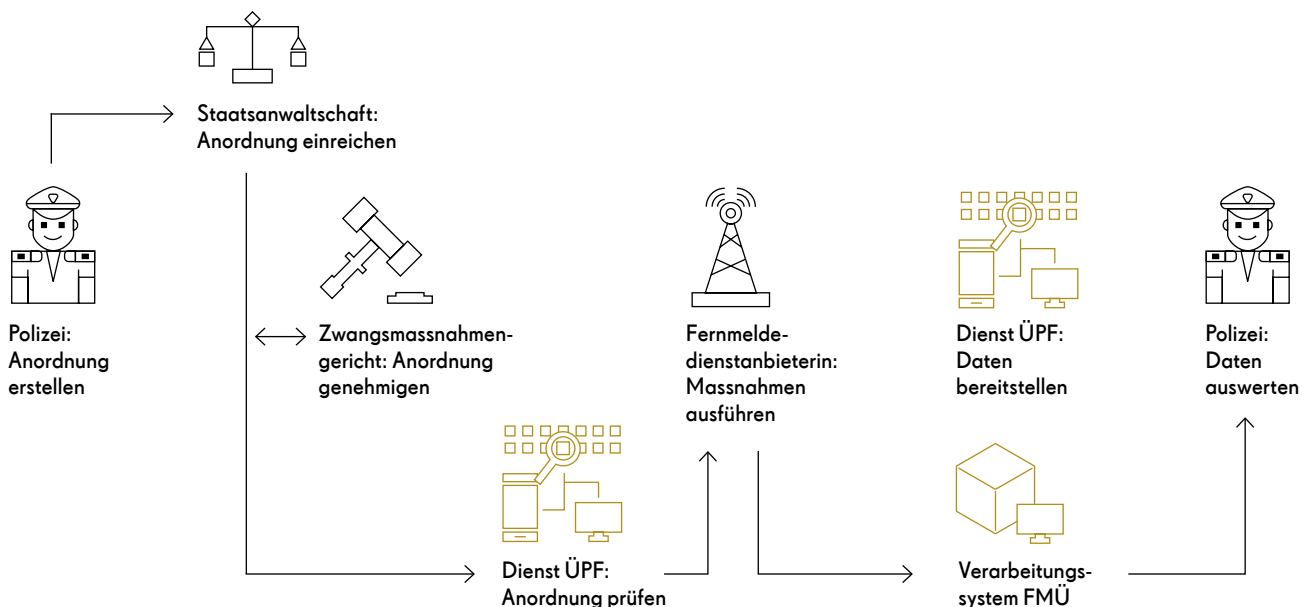 Staatsanwaltschaft:
Anordnung einreichen
Polizei:
Anordnung
erstellen
Zwangsmassnahmen-
gericht: Anordnung
genehmigen
Fernmelde-
dienstanbieterin:
Massnahmen
ausführen
Dienst ÜPF:
Daten
bereitstellen
Polizei:
Daten
auswerten
Dienst ÜPF:
Anordnung prüfen
Verarbeitungs-
system FMÜ